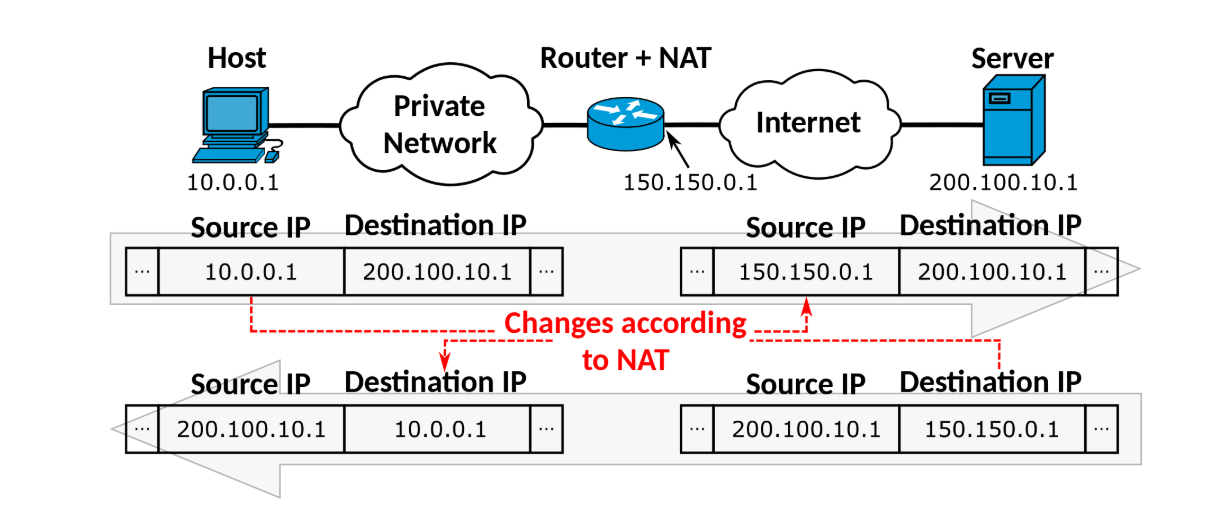 Host
Router + NAT
Server
Private
Network
Internet
10.0.0.1
150.150.0.1
200.100.10.1
Source IP Destination IP Source IP Destination IP
... 10.0.0.1 200.100.10.1 ... ... 150.150.0.1 200.100.10.1 ...
Changes according
to NAT
Source IP Destination IP Source IP Destination IP
... 200.100.10.1 10.0.0.1 ... ... 200.100.10.1 150.150.0.1 ...